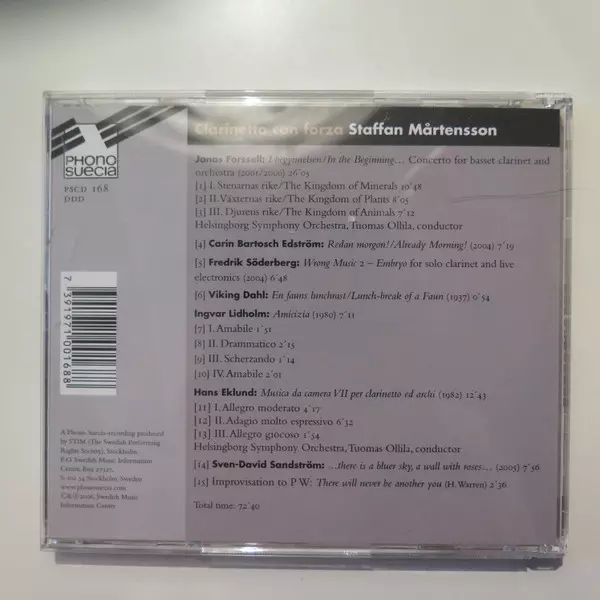 Clarinetto con forza Staffan Mårtensson
PHONO
SUECIA
PSCD 168
DDD
Jonas Forssell: I begynnelsen/In the Beginning... Concerto for basset clarinet and
orchestra (2001/2006) 26´05
[1] I. Stenarnas rike/The Kingdom of Minerals 10´48
[2] II. Växternas rike/The Kingdom of Plants 8´05
[3] III. Djurens rike/The Kingdom of Animals 7´12
Helsingborg Symphony Orchestra, Tuomas Ollila, conductor
[4] Carin Bartosch Edström: Redan morgon!/Already Morning! (2004) 7´19
[5] Fredrik Söderberg: Wrong Music 2 – Embryo for solo clarinet and live
electronics (2004) 6´48
[6] Viking Dahl: En fauns lunchrast/Lunch-break of a Faun (1937) 0´54
Ingvar Lidholm: Amicizia (1980) 7´11
[7] I. Amabile 1´51
[8] II. Drammatico 2´15
[9] III. Scherzando 1´14
[10] IV. Amabile 2´01
Hans Eklund: Musica da camera VII per clarinetto ed archi (1982) 12´43
[11] I. Allegro moderato 4´17
[12] II. Adagio molto espressivo 6´32
[13] III. Allegro giocoso 1´54
Helsingborg Symphony Orchestra, Tuomas Ollila, conductor
[14] Sven-David Sandström: ...there is a bluer sky, a wall with roses... (2005) 7´56
[15] Improvisation to P W: There will never be another you (H. Warren) 2´36
Total time: 72´40
7 391971 001688
A Phono Suecia-recording produced
by STIM (The Swedish Performing
Rights Society), Stockholm.
P.O.S Swedish Music Information
Centre, Box 27327,
S-102 54 Stockholm, Sweden
www.phonosuecia.com
©&℗2006, Swedish Music
Information Centre